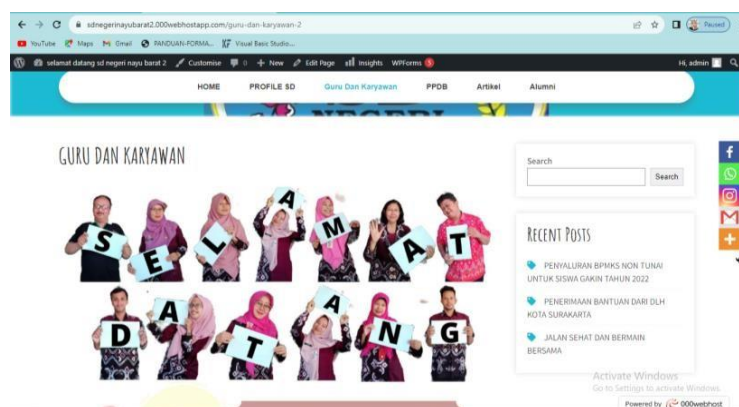 sdnegerinayubarat2.000webhostapp.com/guru-dan-karyawan-2
Paused
YouTube Maps Gmail PANDUAN-FORMA... Visual Basic Studio...
selamat datang sd negeri nayu barat 2 Customise 0 + New Edit Page Insights WPForms 5
Hi, admin
HOME PROFILE SD Guru Dan Karyawan PPDB Artikel Alumni
NEGERI
GURU DAN KARYAWAN
S E L A M A T
D A T A N G
Search
Search
RECENT POSTS
PENYALURAN BPMKS NON TUNAI
UNTUK SISWA GAKIN TAHUN 2022
PENERIMAAN BANTUAN DARI DLH
KOTA SURAKARTA
JALAN SEHAT DAN BERMAIN
BERSAMA
Activate Windows
Go to Settings to activate Windows.
Powered by 000webhost